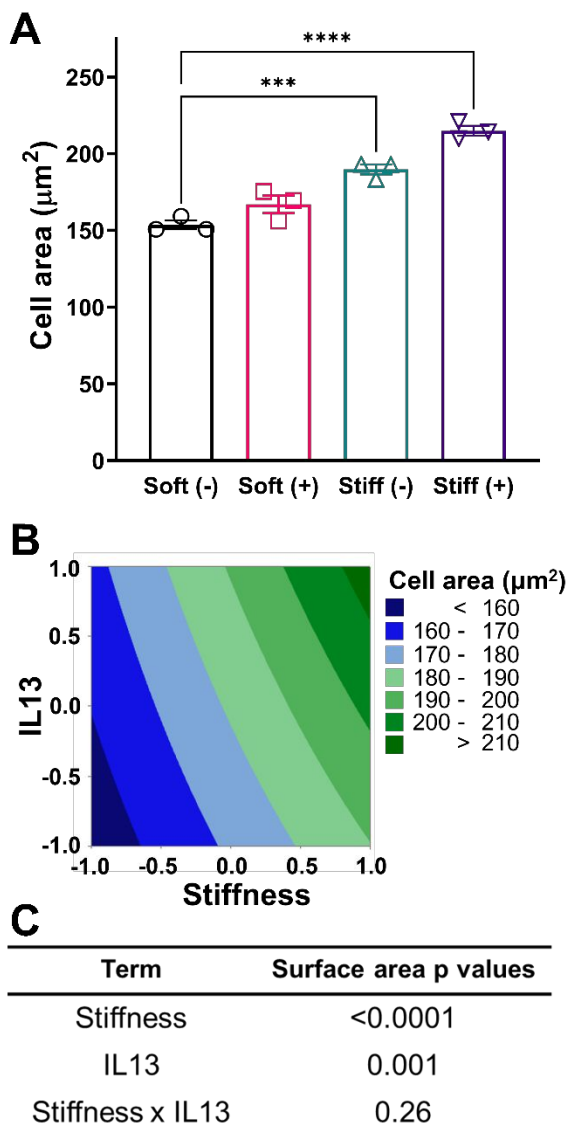 A
****
***
250
200
150
100
50
0
Cell area (μm²)
Soft (-) Soft (+) Stiff (-) Stiff (+)
B
1.0
0.5
0.0
-0.5
-1.0
IL13
-1.0 -0.5 0.0 0.5 1.0
Stiffness
Cell area (μm²)
< 160
160 - 170
170 - 180
180 - 190
190 - 200
200 - 210
> 210
C
Term Surface area p values
Stiffness <0.0001
IL13 0.001
Stiffness x IL13 0.26